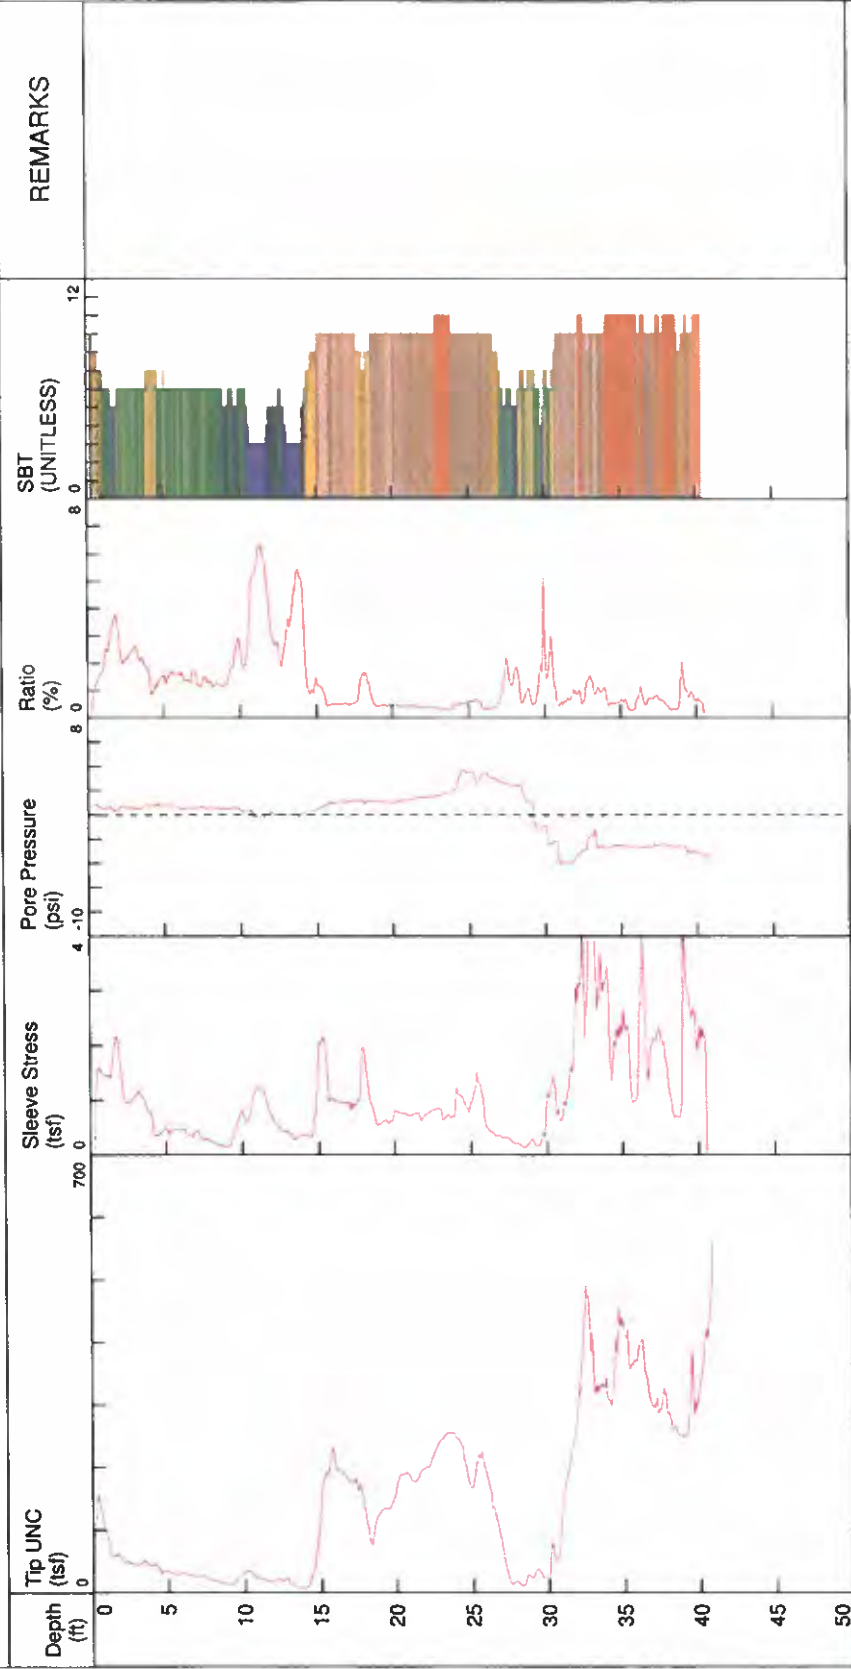 Depth
(ft)
Tip UNC
(tsf)
0
700
Sleeve Stress
(tsf)
0
4
Pore Pressure
(psi)
-10
8
Ratio
(%)
0
8
SBT
(UNITLESS)
0
12
REMARKS
0
5
10
15
20
25
30
35
40
45
50